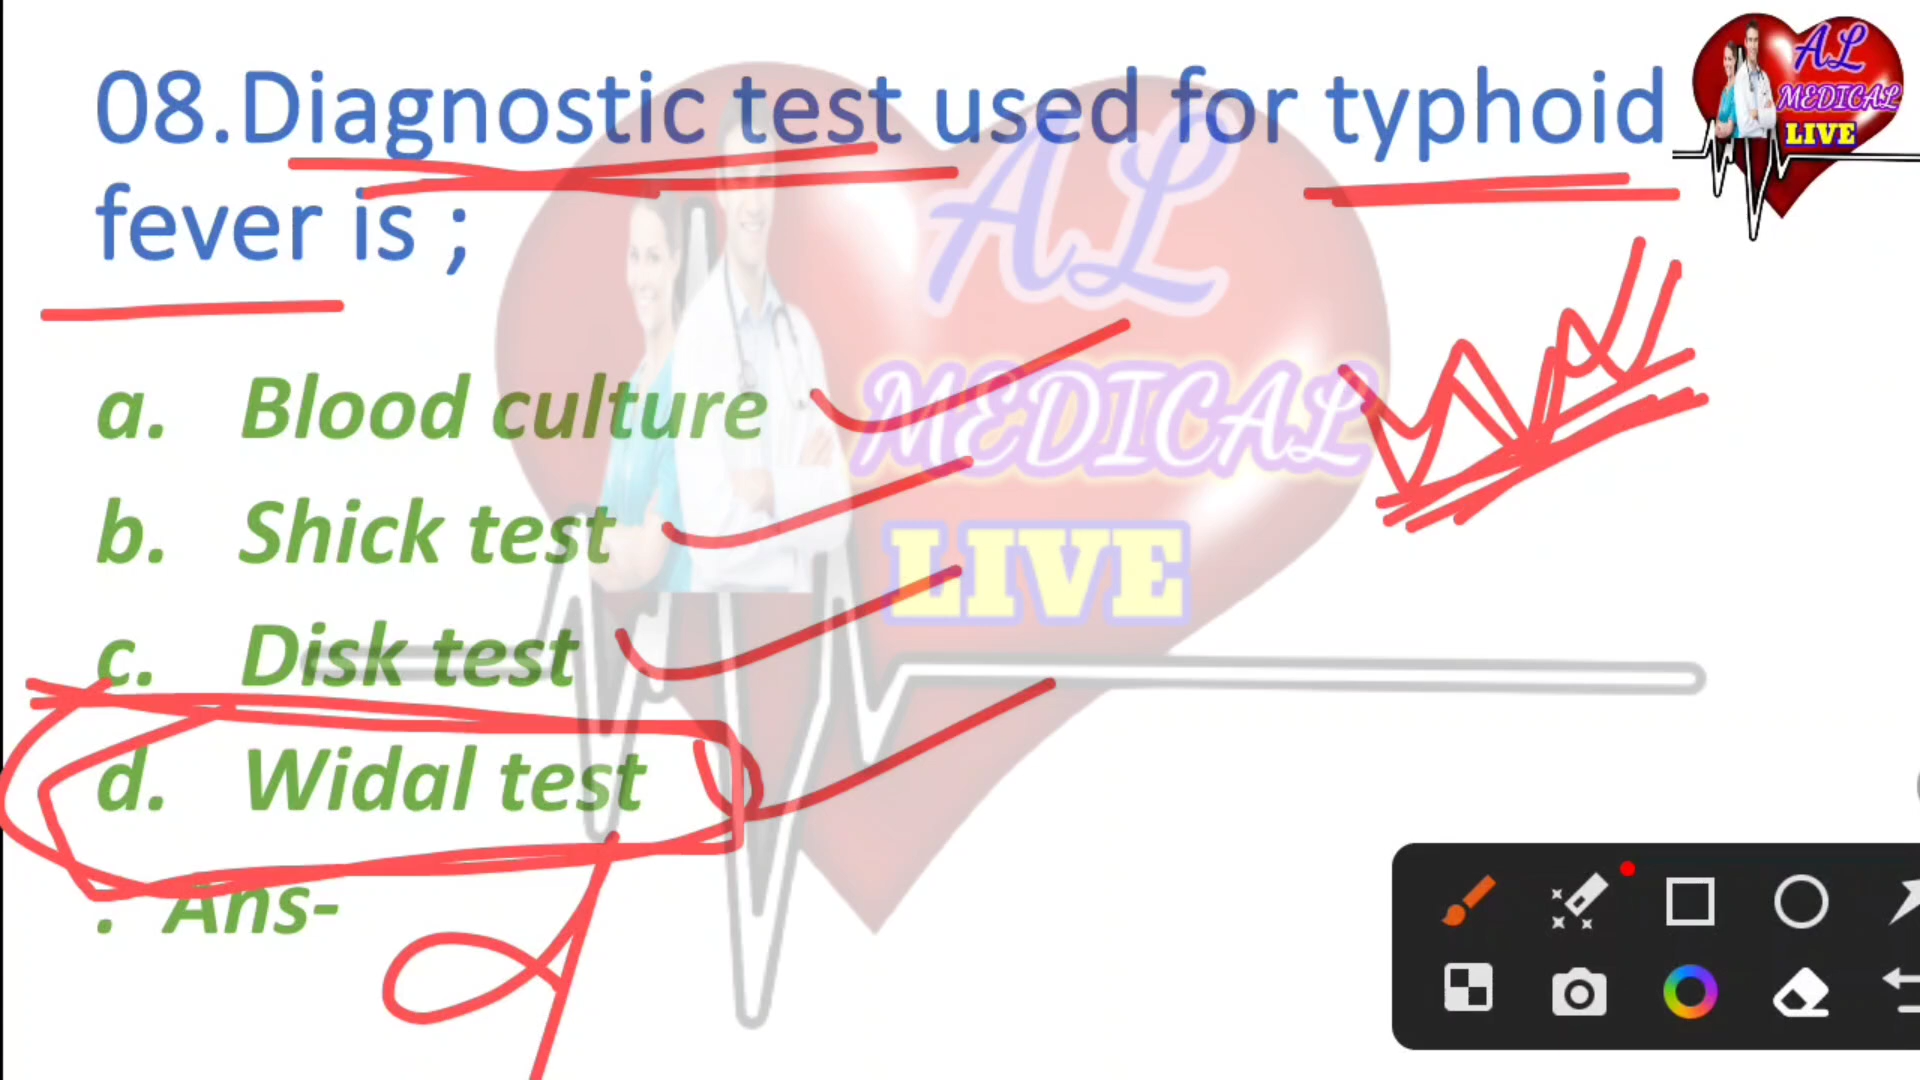 08.Diagnostic test used for typhoid
fever is ;
a. Blood culture
b. Shick test
c. Disk test
d. Widal test
. Ans- d
AL
MEDICAL
LIVE
AL
MEDICAL
LIVE